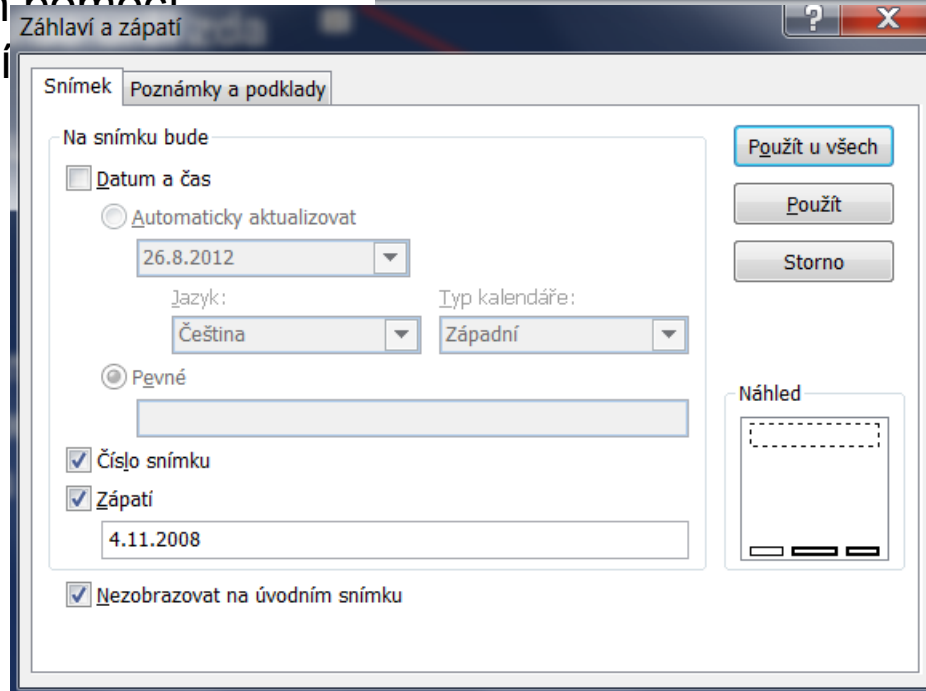 Záhlaví a zápatí
Snímek
Poznámky a podklady
Na snímku bude
Datum a čas
Automaticky aktualizovat
26.8.2012
Jazyk:
Typ kalendáře:
Čeština
Západní
Pevné
Číslo snímku
Zápatí
4.11.2008
Nezobrazovat na úvodním snímku
Použít u všech
Použít
Storno
Náhled